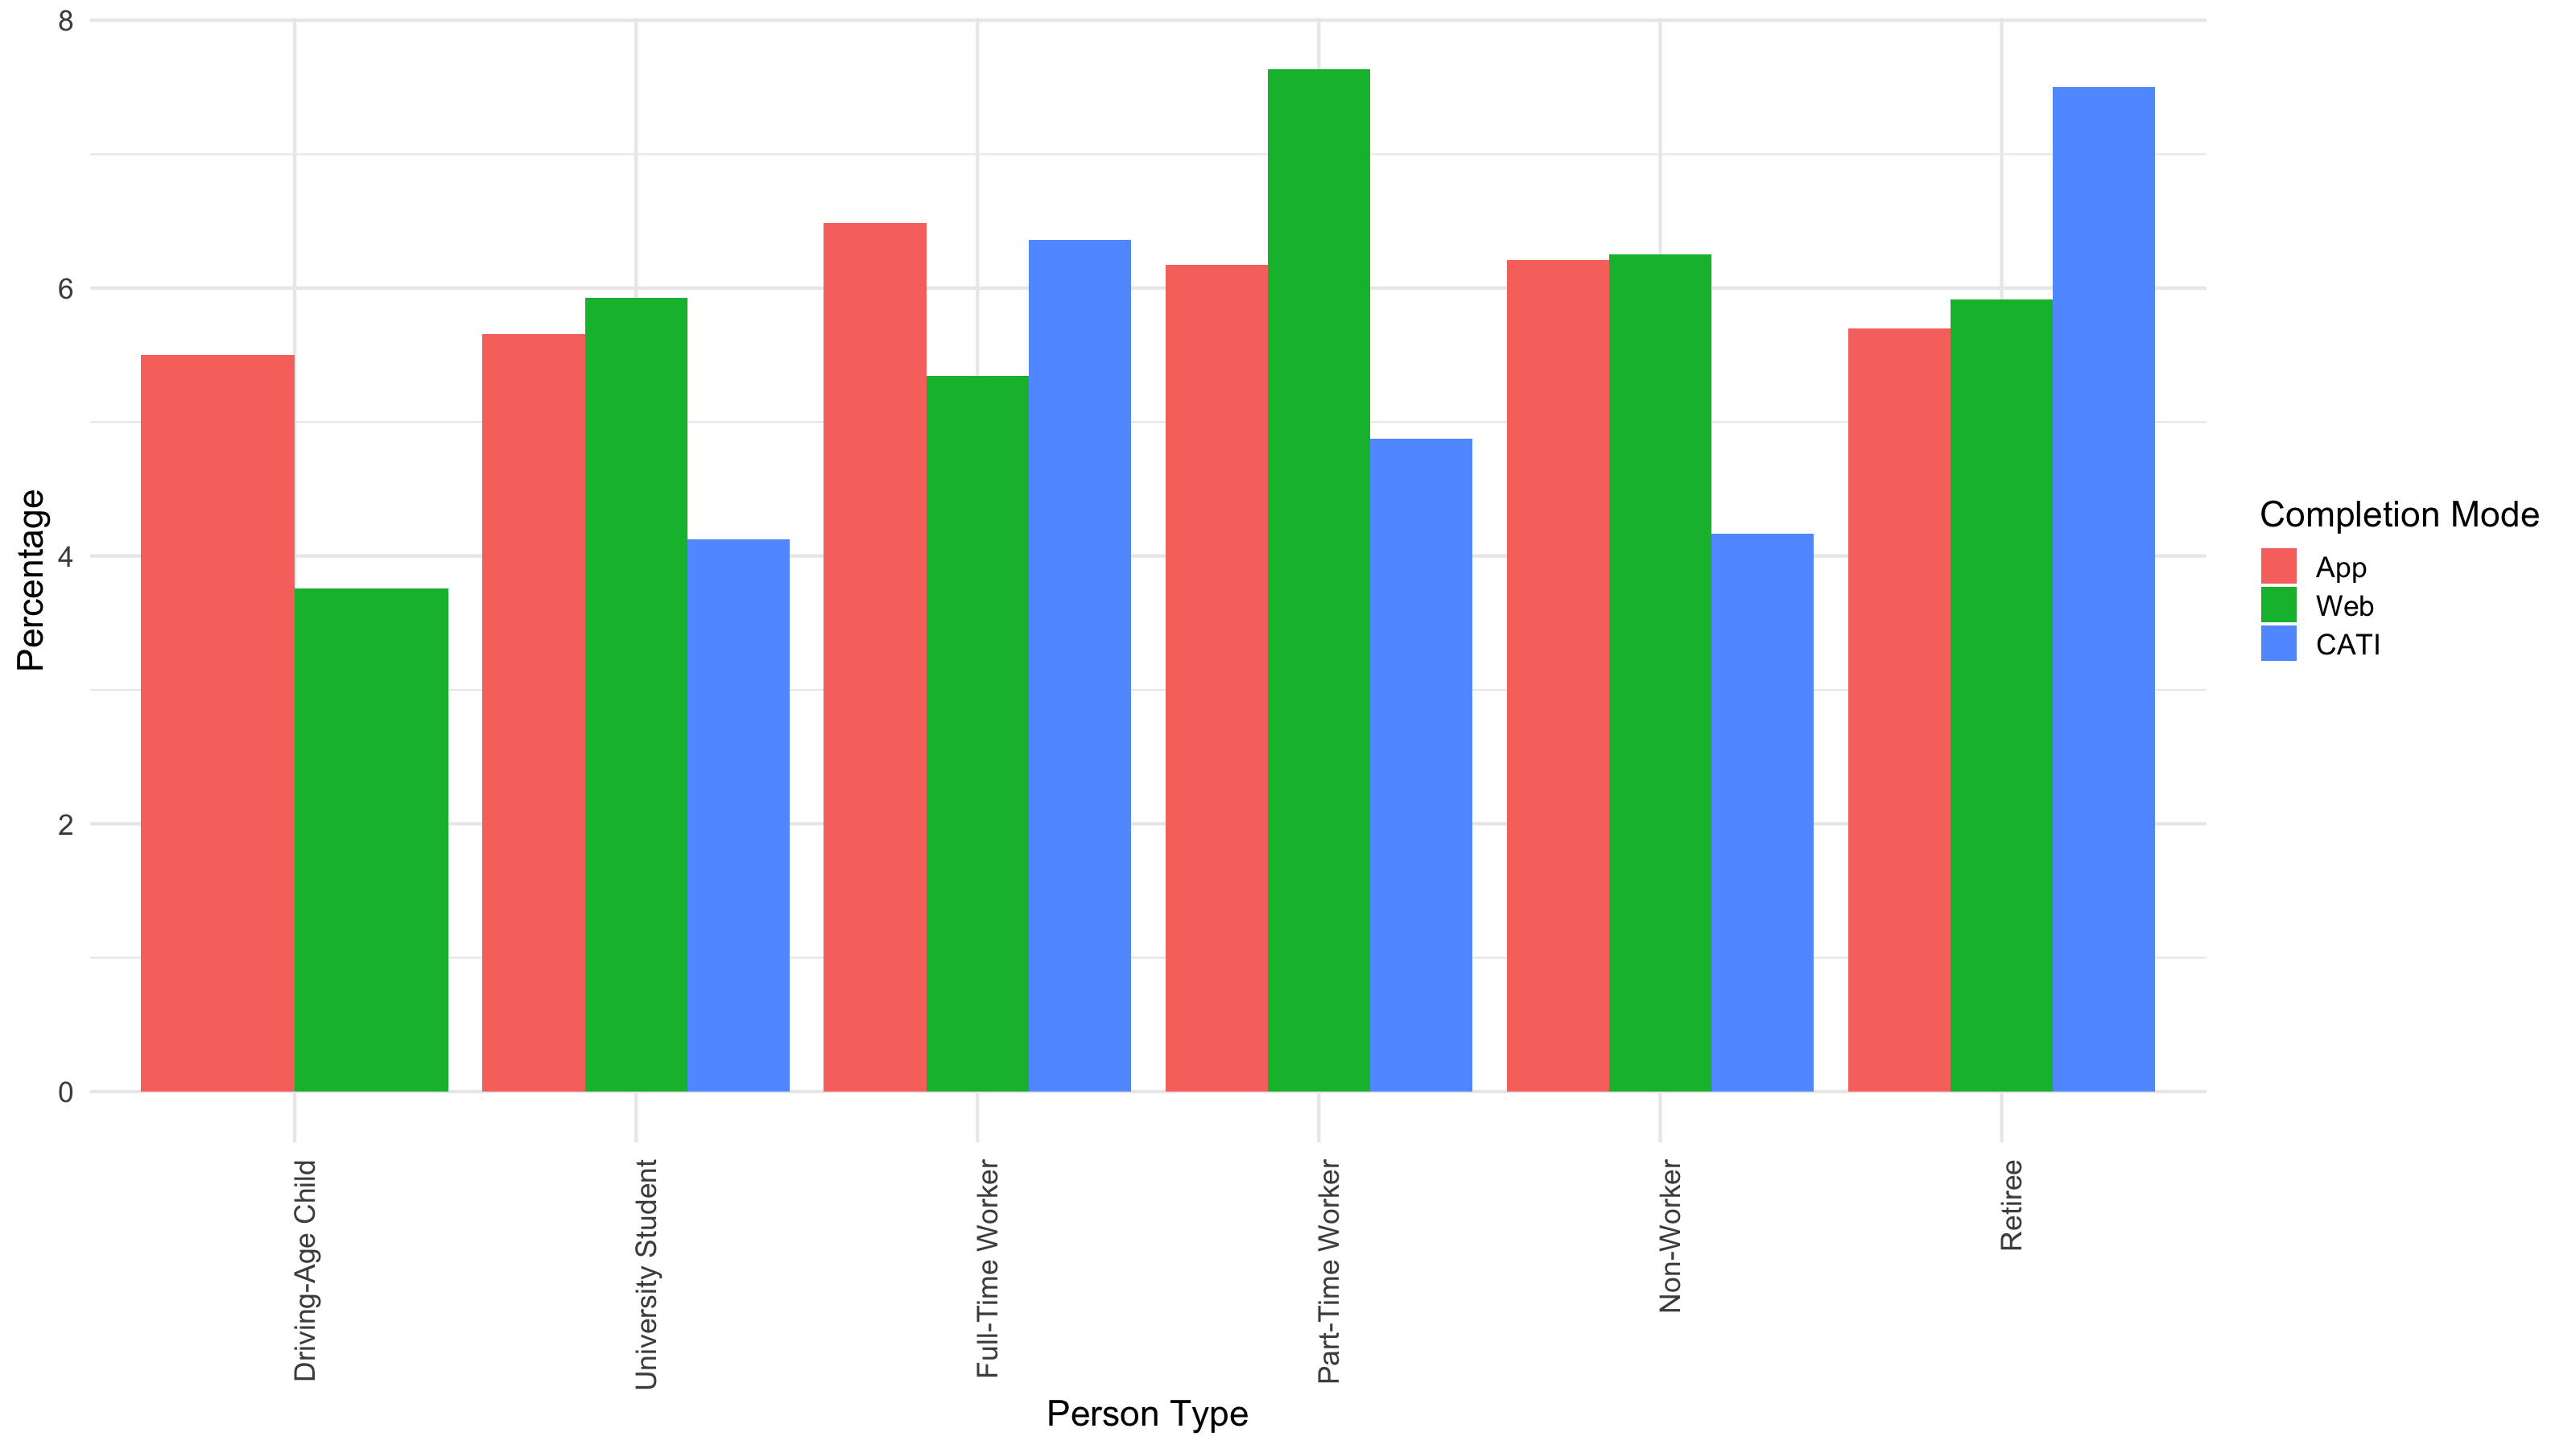 8
6
4
2
0
Percentage
Driving-Age Child
University Student
Full-Time Worker
Part-Time Worker
Non-Worker
Retiree
Person Type
Completion Mode
App
Web
CATI